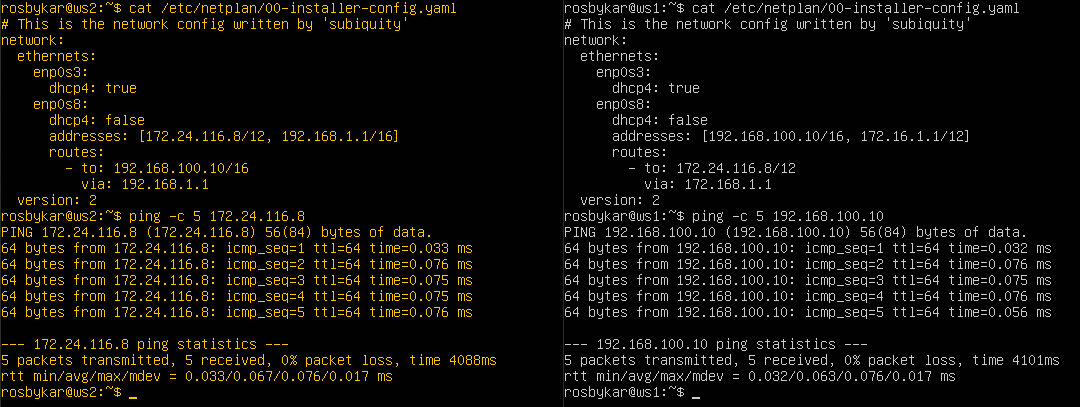 rosbykar@ws2:~$ cat /etc/netplan/00-installer-config.yaml
# This is the network config written by 'subiquity'
network:
  ethernets:
    enp0s3:
      dhcp4: true
    enp0s8:
      dhcp4: false
      addresses: [172.24.116.8/12, 192.168.1.1/16]
      routes:
        - to: 192.168.100.10/16
          via: 192.168.1.1
  version: 2
rosbykar@ws2:~$ ping -c 5 172.24.116.8
PING 172.24.116.8 (172.24.116.8) 56(84) bytes of data.
64 bytes from 172.24.116.8: icmp_seq=1 ttl=64 time=0.033 ms
64 bytes from 172.24.116.8: icmp_seq=2 ttl=64 time=0.076 ms
64 bytes from 172.24.116.8: icmp_seq=3 ttl=64 time=0.075 ms
64 bytes from 172.24.116.8: icmp_seq=4 ttl=64 time=0.075 ms
64 bytes from 172.24.116.8: icmp_seq=5 ttl=64 time=0.076 ms

--- 172.24.116.8 ping statistics ---
5 packets transmitted, 5 received, 0% packet loss, time 4088ms
rtt min/avg/max/mdev = 0.033/0.067/0.076/0.017 ms
rosbykar@ws2:~$ _
rosbykar@ws1:~$ cat /etc/netplan/00-installer-config.yaml
# This is the network config written by 'subiquity'
network:
  ethernets:
    enp0s3:
      dhcp4: true
    enp0s8:
      dhcp4: false
      addresses: [192.168.100.10/16, 172.16.1.1/12]
      routes:
        - to: 172.24.116.8/12
          via: 172.168.1.1
  version: 2
rosbykar@ws1:~$ ping -c 5 192.168.100.10
PING 192.168.100.10 (192.168.100.10) 56(84) bytes of data.
64 bytes from 192.168.100.10: icmp_seq=1 ttl=64 time=0.032 ms
64 bytes from 192.168.100.10: icmp_seq=2 ttl=64 time=0.076 ms
64 bytes from 192.168.100.10: icmp_seq=3 ttl=64 time=0.075 ms
64 bytes from 192.168.100.10: icmp_seq=4 ttl=64 time=0.076 ms
64 bytes from 192.168.100.10: icmp_seq=5 ttl=64 time=0.056 ms

--- 192.168.100.10 ping statistics ---
5 packets transmitted, 5 received, 0% packet loss, time 4101ms
rtt min/avg/max/mdev = 0.032/0.063/0.076/0.017 ms
rosbykar@ws1:~$ _